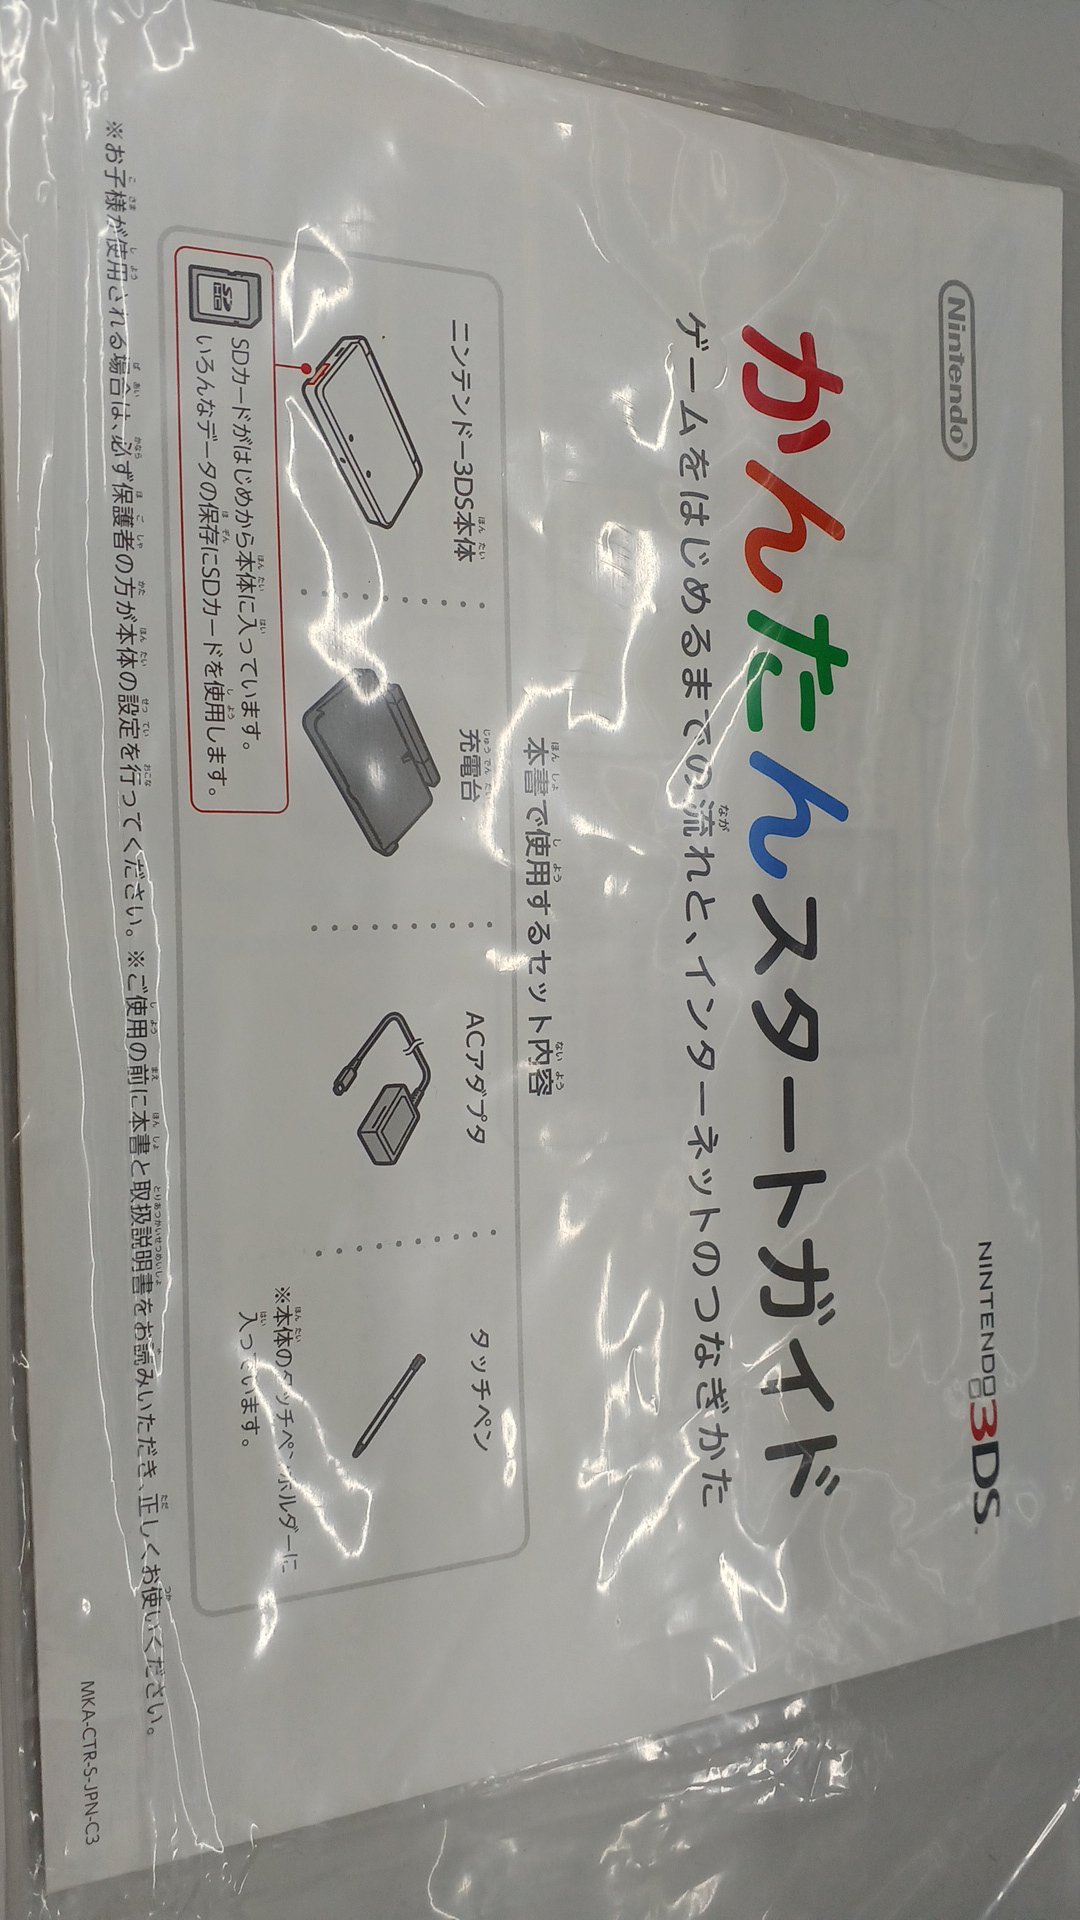 Nintendo
NINTENDO 3DS
かんたんスタートガイド
ゲームをはじめるまでの流れと、インターネットのつなぎかた
本書で使用するセット内容
ニンテンドー3DS本体
充電台
ACアダプタ
タッチペン
※本体のタッチペンホルダーに
入っています。
SDカードがはじめから本体に入っています。
いろんなデータの保存にSDカードを使用します。
※お子様が使用される場合は、必ず保護者の方が本体の設定を行ってください。※ご使用の前に本書と取扱説明書をお読みいただき、正しくお使いください。
MKA-CTR-S-JPN-C3